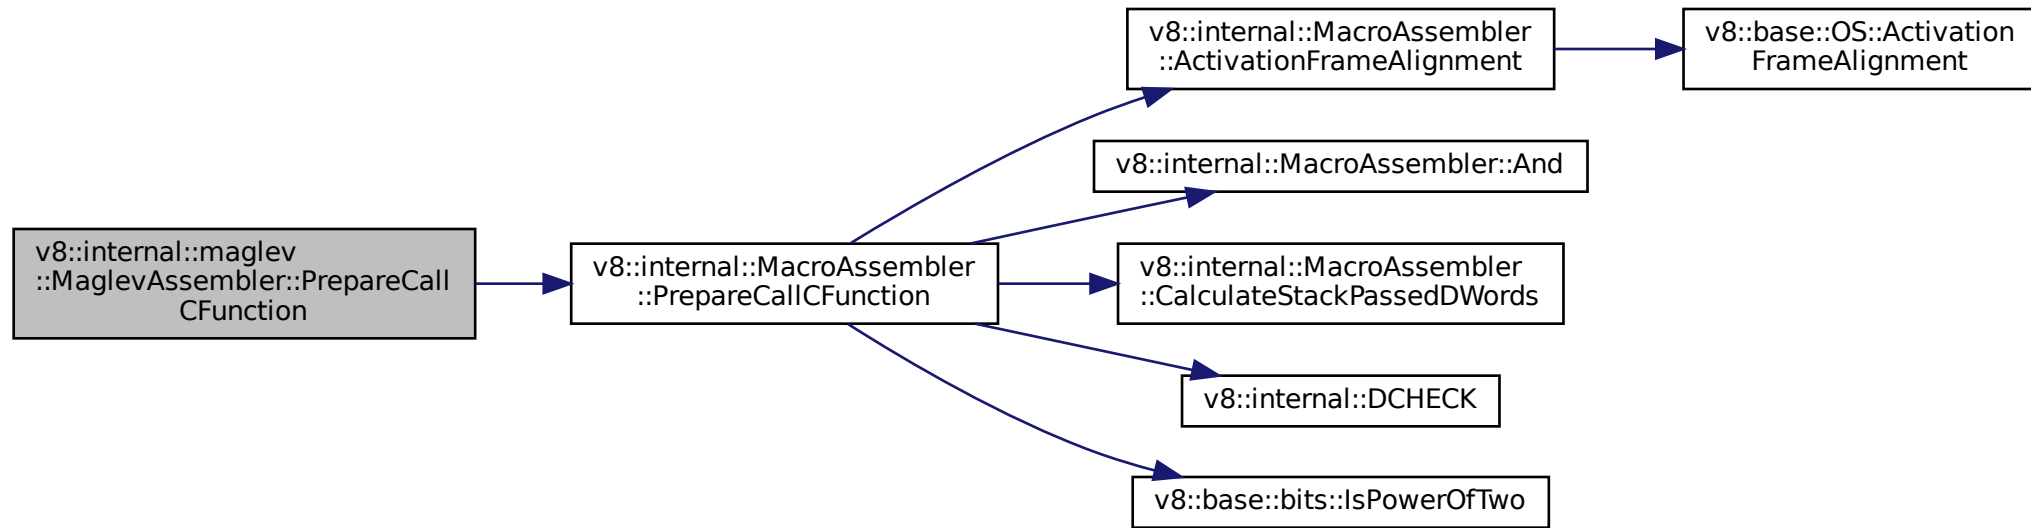 v8::internal::MacroAssembler
::ActivationFrameAlignment
v8::base::OS::Activation
FrameAlignment
v8::internal::MacroAssembler::And
v8::internal::maglev
::MaglevAssembler::PrepareCall
CFunction
v8::internal::MacroAssembler
::PrepareCallCFunction
v8::internal::MacroAssembler
::CalculateStackPassedDWords
v8::internal::DCHECK
v8::base::bits::IsPowerOfTwo